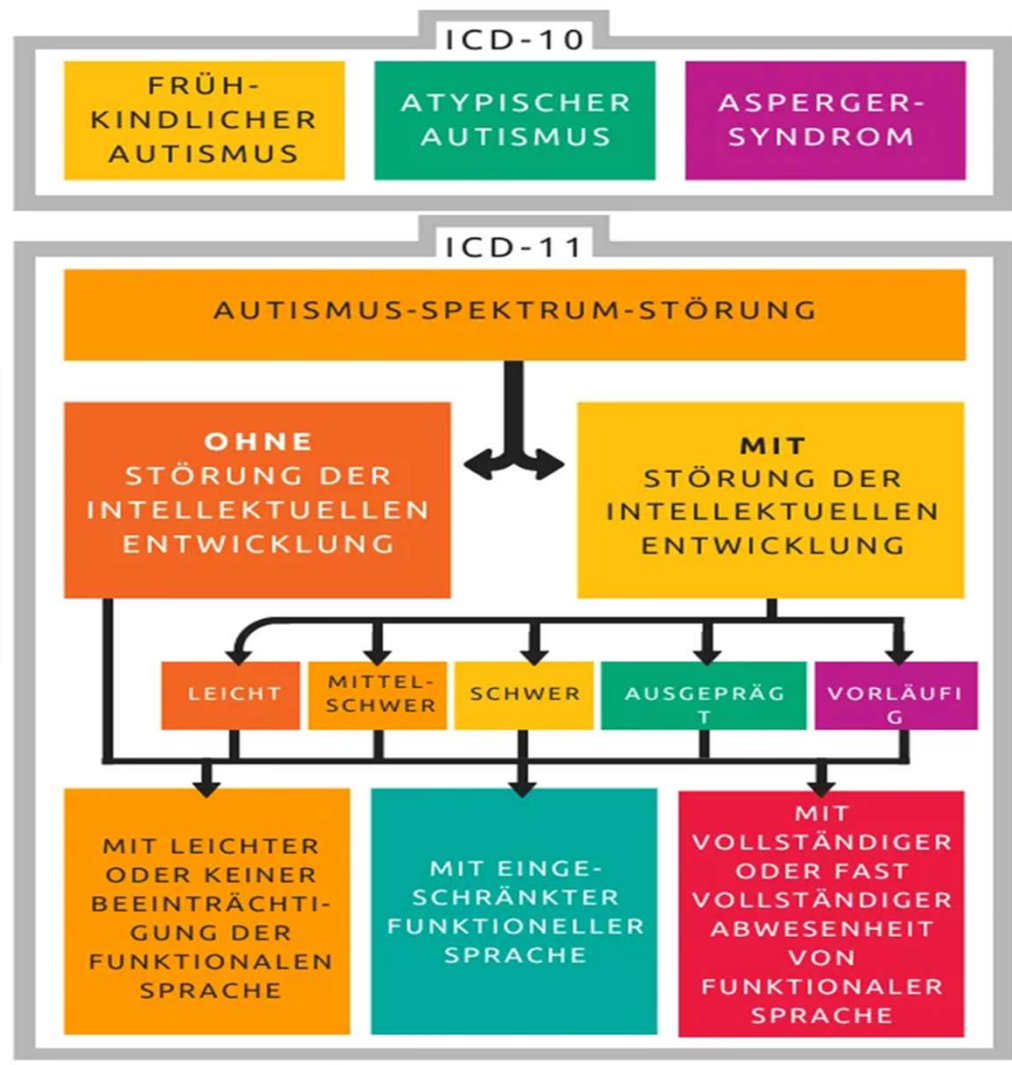 ICD-10
FRÜH-
KINDLICHER
AUTISMUS
ATYPISCHER
AUTISMUS
ASPERGER-
SYNDROM
ICD-11
AUTISMUS-SPEKTRUM-STÖRUNG
OHNE
STÖRUNG DER
INTELLEKTUELLEN
ENTWICKLUNG
MIT
STÖRUNG DER
INTELLEKTUELLEN
ENTWICKLUNG
LEICHT
MITTEL-
SCHWER
SCHWER
AUSGEPRÄG
T
VORLÄUFI
G
MIT LEICHTER
ODER KEINER
BEEINTRÄCHTI-
GUNG DER
FUNKTIONALEN
SPRACHE
MIT EINGE-
SCHRÄNKTER
FUNKTIONELLER
SPRACHE
MIT
VOLLSTÄNDIGER
ODER FAST
VOLLSTÄNDIGER
ABWESENHEIT
VON
FUNKTIONALER
SPRACHE